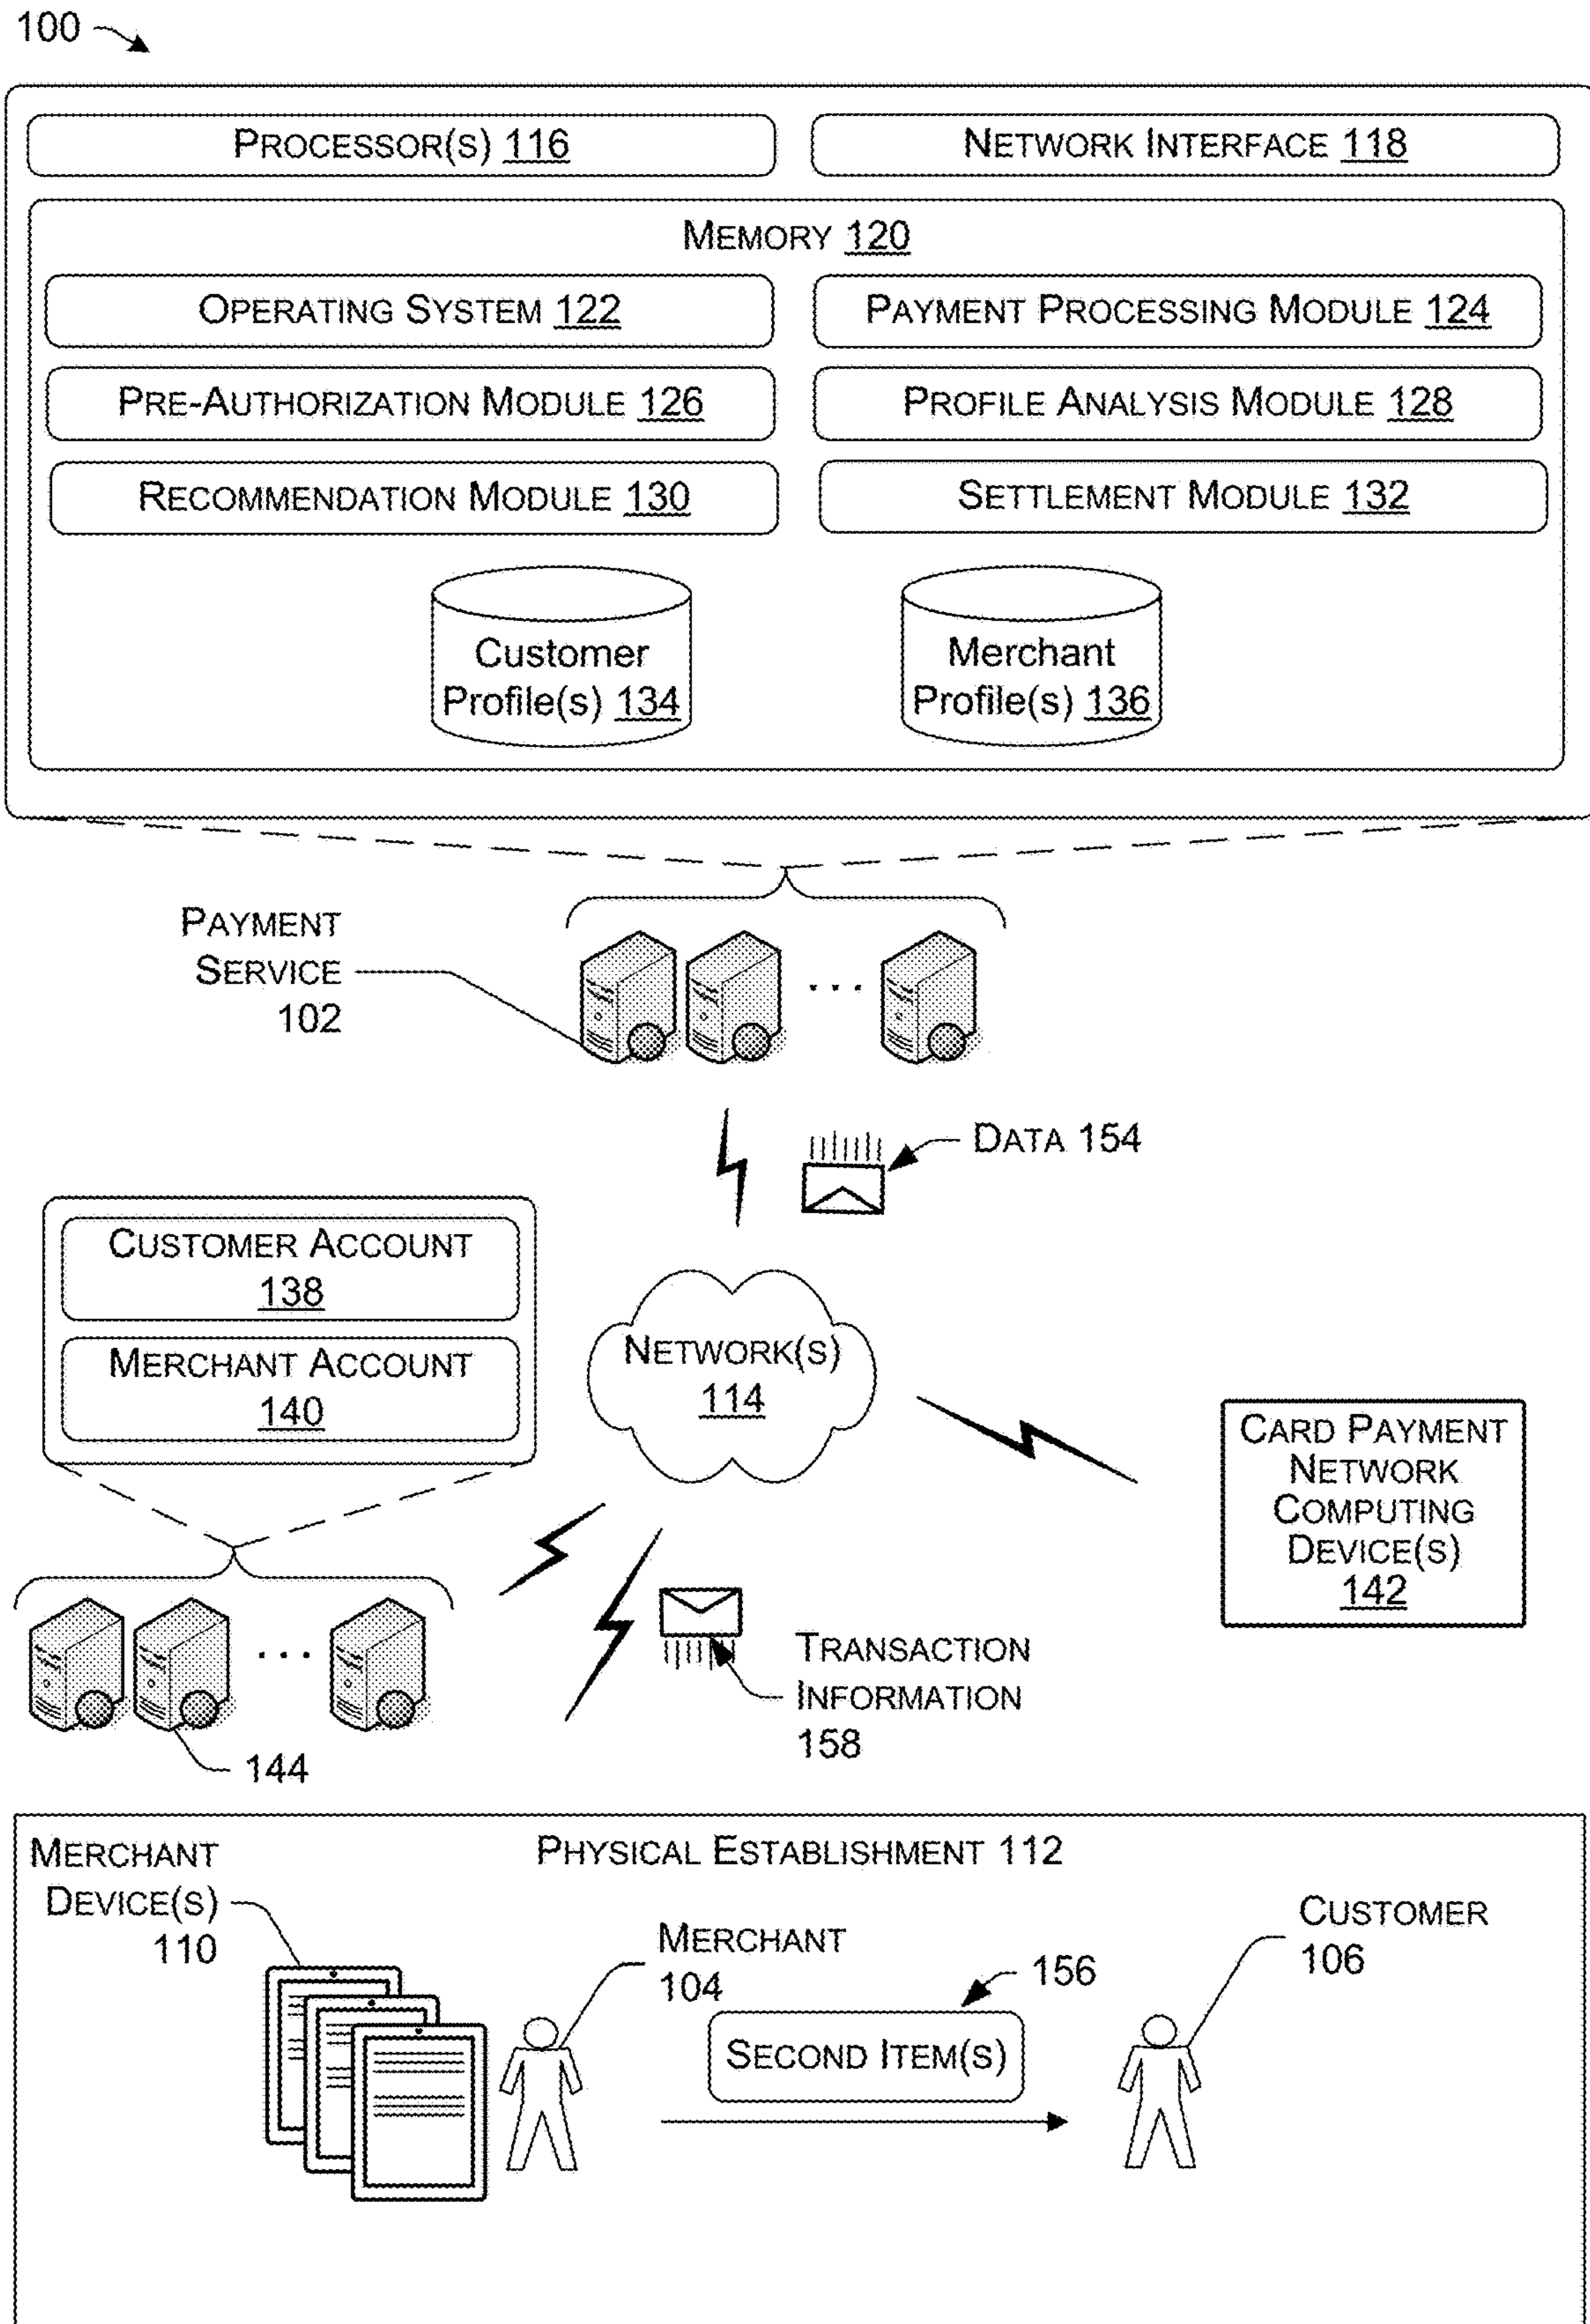 100
PROCESSOR(S) 116
NETWORK INTERFACE 118
MEMORY 120
OPERATING SYSTEM 122
PAYMENT PROCESSING MODULE 124
PRE-AUTHORIZATION MODULE 126
PROFILE ANALYSIS MODULE 128
RECOMMENDATION MODULE 130
SETTLEMENT MODULE 132
Customer
Profile(s) 134
Merchant
Profile(s) 136
PAYMENT
SERVICE
102
DATA 154
CUSTOMER ACCOUNT
138
MERCHANT ACCOUNT
140
NETWORK(S)
114
CARD PAYMENT
NETWORK
COMPUTING
DEVICE(S)
142
TRANSACTION
INFORMATION
158
144
PHYSICAL ESTABLISHMENT 112
MERCHANT
DEVICE(S)
110
MERCHANT
104
156
SECOND ITEM(S)
CUSTOMER
106